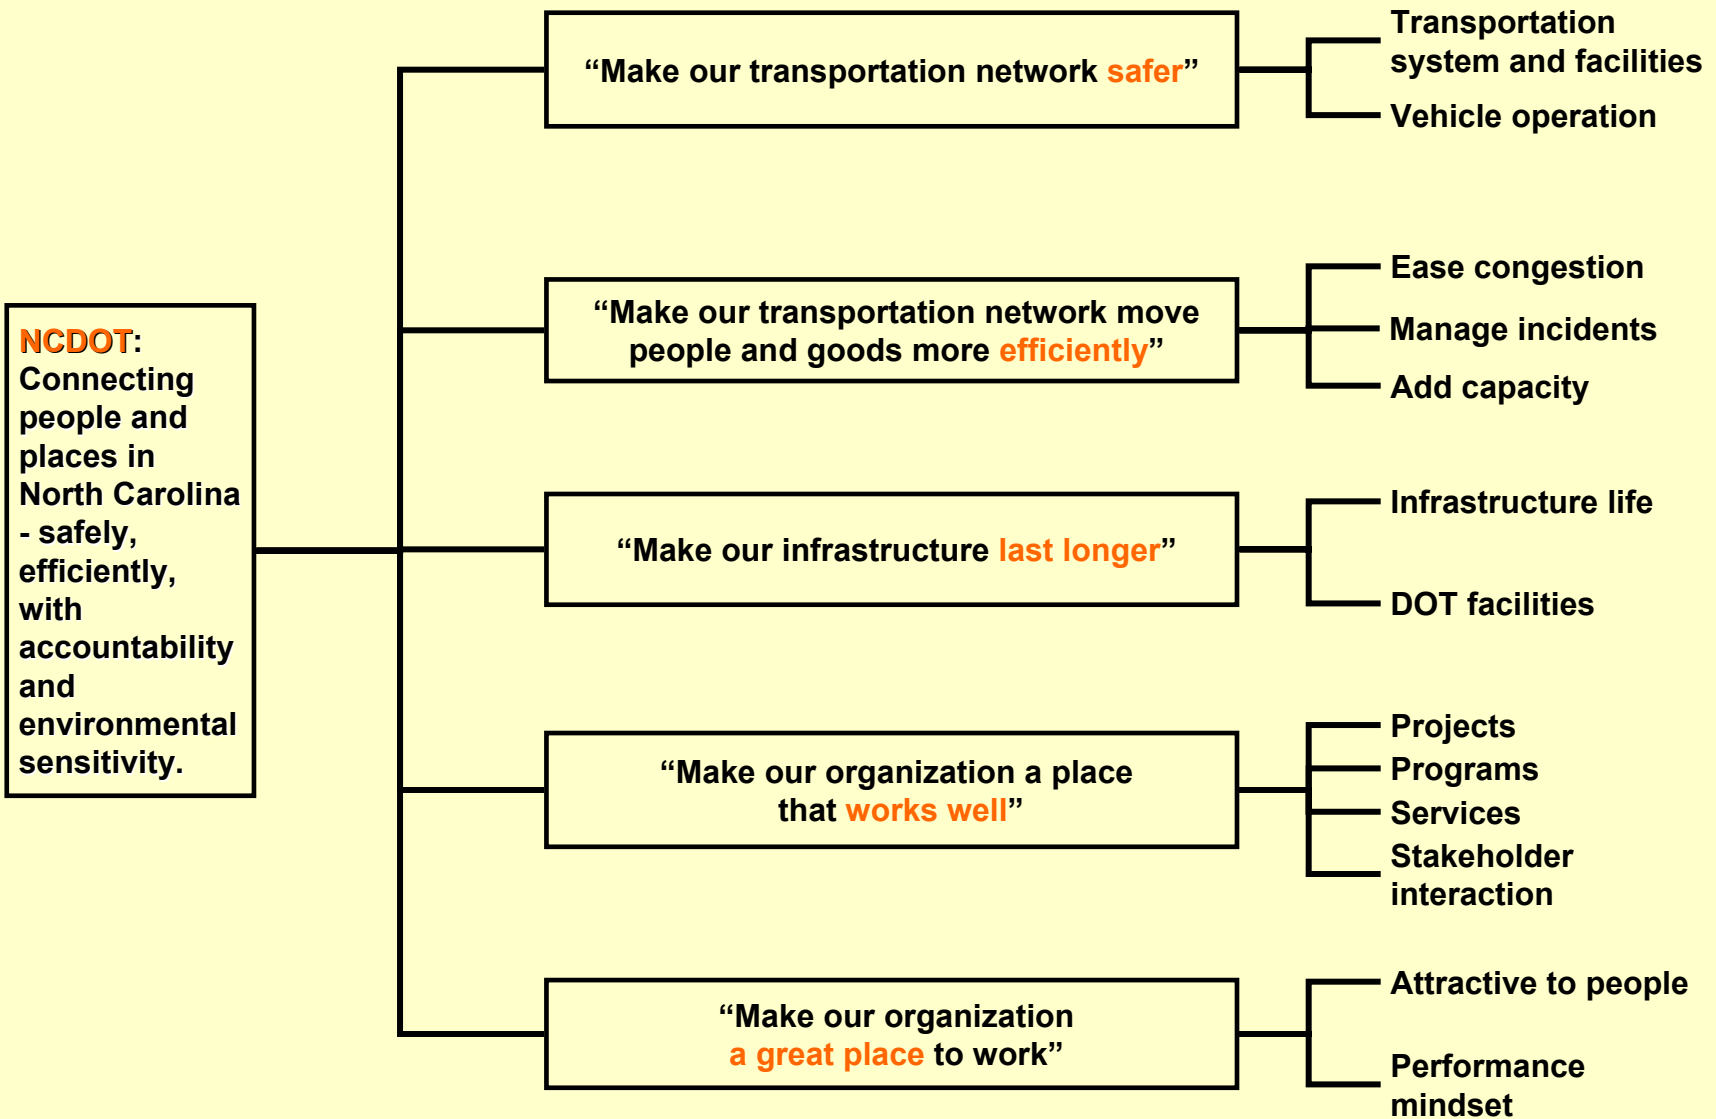 NCDOT:
Connecting
people and
places in
North Carolina
- safely,
efficiently,
with
accountability
and
environmental
sensitivity.
“Make our transportation network safer”
Transportation
system and facilities
Vehicle operation
“Make our transportation network move
people and goods more efficiently”
Ease congestion
Manage incidents
Add capacity
“Make our infrastructure last longer”
Infrastructure life
DOT facilities
“Make our organization a place
that works well”
Projects
Programs
Services
Stakeholder
interaction
“Make our organization
a great place to work”
Attractive to people
Performance
mindset